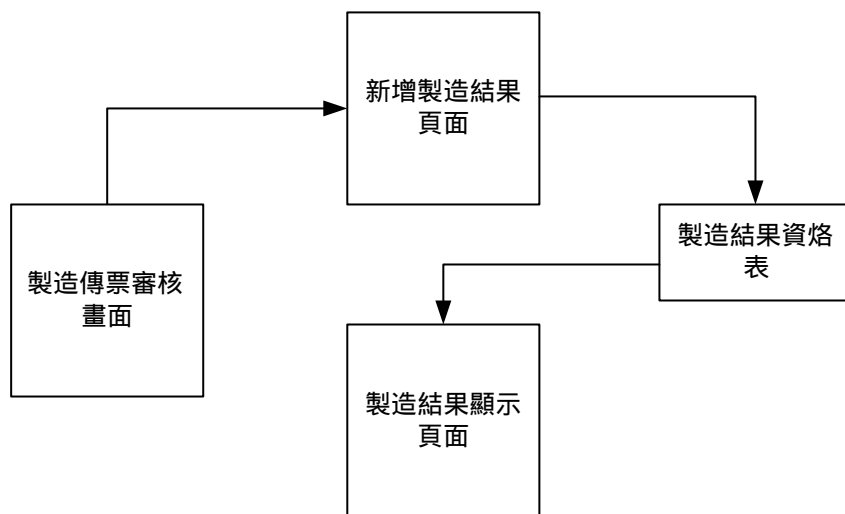 新增製造結果
頁面
製造傳票審核
畫面
製造結果資烙
表
製造結果顯示
頁面